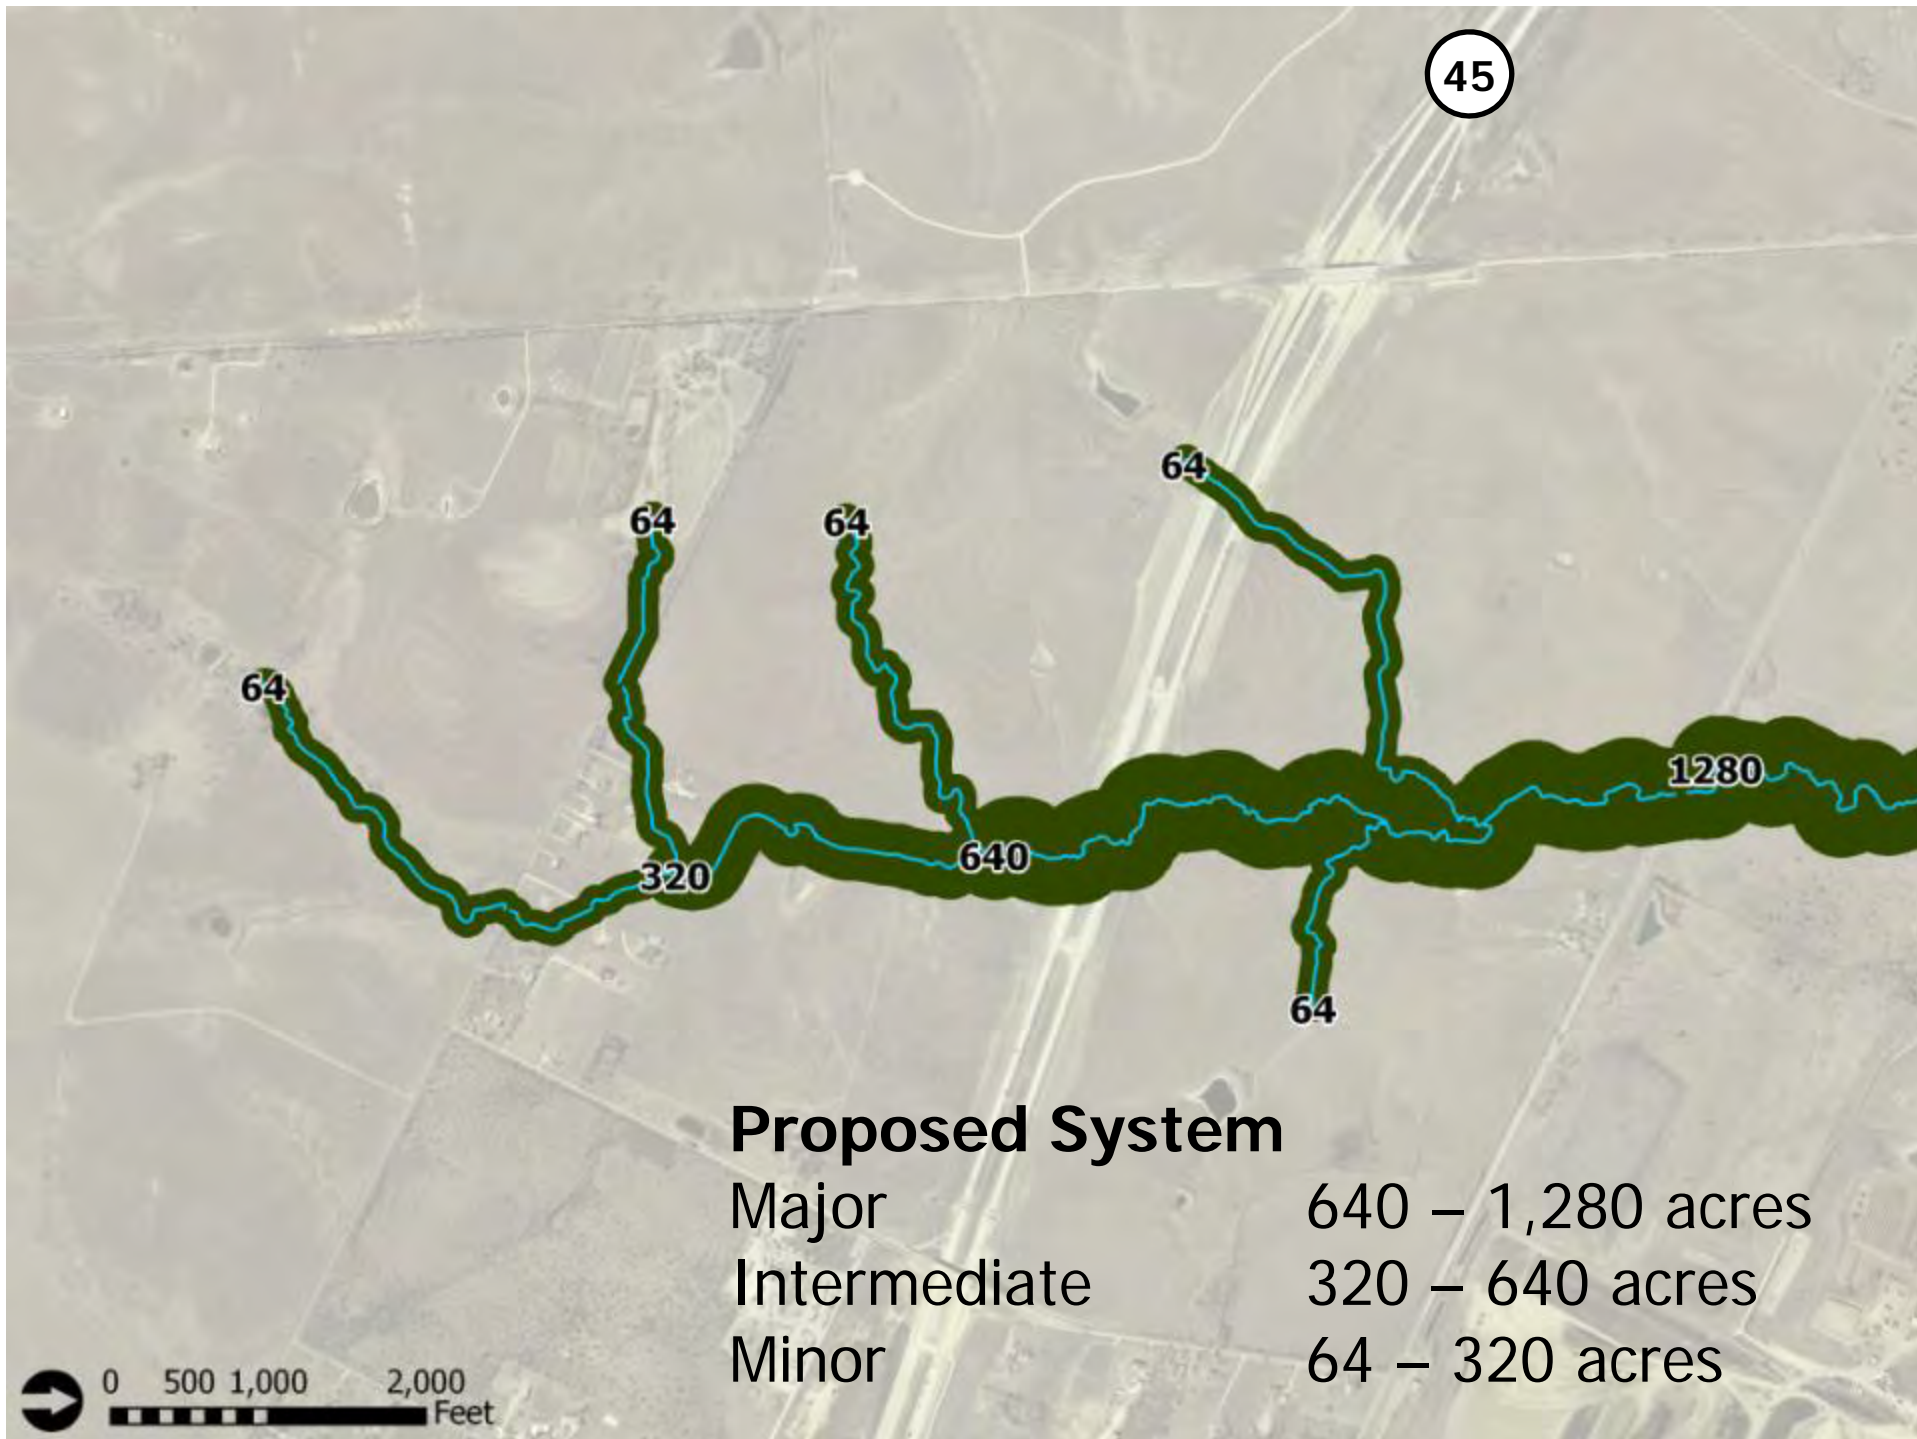 45
64
64
64
64
1280
640
320
64
Proposed System
Major 640 – 1,280 acres
Intermediate 320 – 640 acres
Minor 64 – 320 acres
0 500 1,000 2,000
Feet